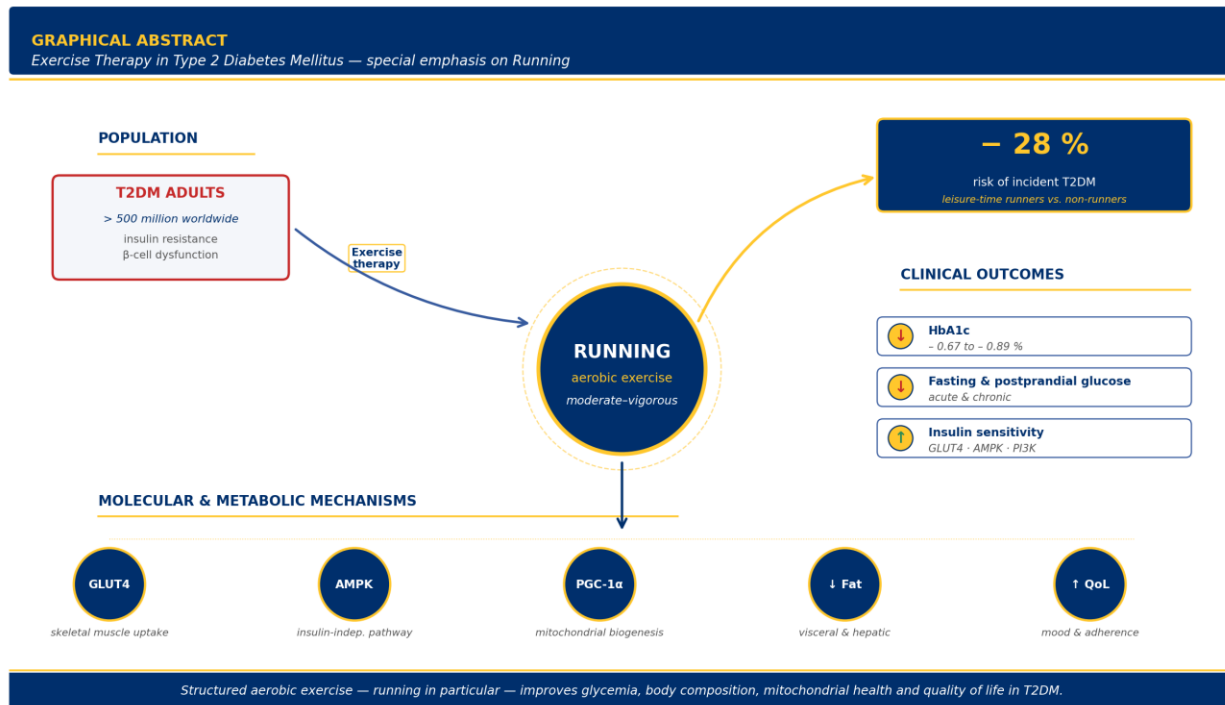 GRAPHICAL ABSTRACT
Exercise Therapy in Type 2 Diabetes Mellitus — special emphasis on Running
POPULATION
T2DM ADULTS
> 500 million worldwide
insulin resistance
β-cell dysfunction
Exercise
therapy
RUNNING
aerobic exercise
moderate–vigorous
− 28 %
risk of incident T2DM
leisure-time runners vs. non-runners
CLINICAL OUTCOMES
↓ HbA1c
– 0.67 to – 0.89 %
↓ Fasting & postprandial glucose
acute & chronic
↑ Insulin sensitivity
GLUT4 · AMPK · PI3K
MOLECULAR & METABOLIC MECHANISMS
GLUT4
skeletal muscle uptake
AMPK
insulin-indep. pathway
PGC-1α
mitochondrial biogenesis
↓ Fat
visceral & hepatic
↑ QoL
mood & adherence
Structured aerobic exercise — running in particular — improves glycemia, body composition, mitochondrial health and quality of life in T2DM.